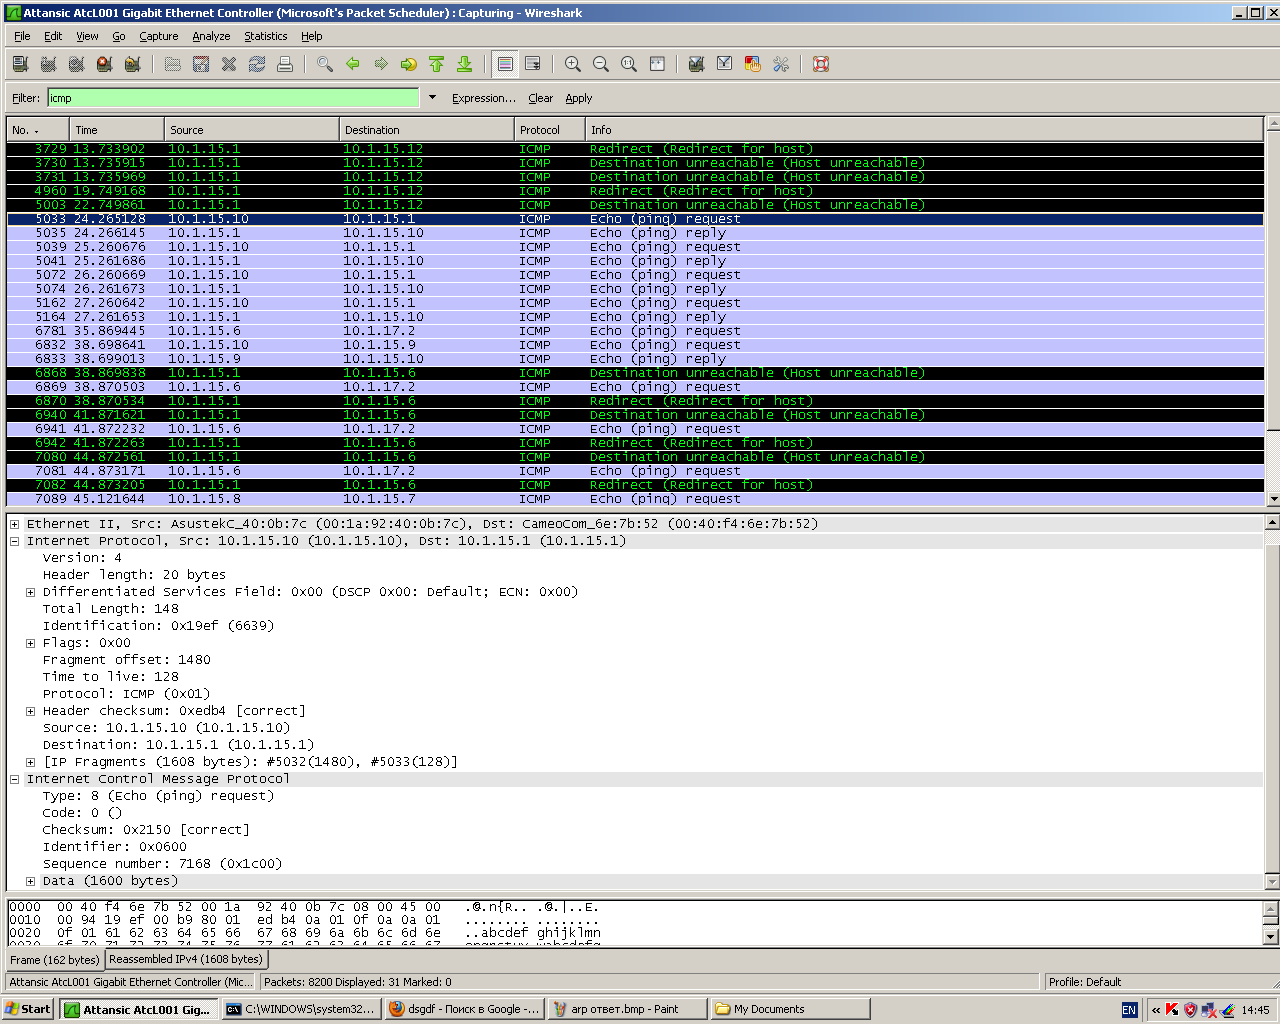 Attansic AtcL001 Gigabit Ethernet Controller (Microsoft's Packet Scheduler) : Capturing - Wireshark
File Edit View Go Capture Analyze Statistics Help
Filter: icmp Expression... Clear Apply
No. Time Source Destination Protocol Info
3729 13.733902 10.1.15.1 10.1.15.12 ICMP Redirect (Redirect for host)
3730 13.735915 10.1.15.1 10.1.15.12 ICMP Destination unreachable (Host unreachable)
3731 13.735969 10.1.15.1 10.1.15.12 ICMP Destination unreachable (Host unreachable)
4960 19.749168 10.1.15.1 10.1.15.12 ICMP Redirect (Redirect for host)
5003 22.749861 10.1.15.1 10.1.15.12 ICMP Destination unreachable (Host unreachable)
5033 24.265128 10.1.15.10 10.1.15.1 ICMP Echo (ping) request
5035 24.266145 10.1.15.1 10.1.15.10 ICMP Echo (ping) reply
5039 25.260676 10.1.15.10 10.1.15.1 ICMP Echo (ping) request
5041 25.261686 10.1.15.1 10.1.15.10 ICMP Echo (ping) reply
5072 26.260669 10.1.15.10 10.1.15.1 ICMP Echo (ping) request
5074 26.261673 10.1.15.1 10.1.15.10 ICMP Echo (ping) reply
5162 27.260642 10.1.15.10 10.1.15.1 ICMP Echo (ping) request
5164 27.261653 10.1.15.1 10.1.15.10 ICMP Echo (ping) reply
6781 35.869445 10.1.15.6 10.1.17.2 ICMP Echo (ping) request
6832 38.698641 10.1.15.10 10.1.15.9 ICMP Echo (ping) request
6833 38.699013 10.1.15.9 10.1.15.10 ICMP Echo (ping) reply
6868 38.869838 10.1.15.1 10.1.15.6 ICMP Destination unreachable (Host unreachable)
6869 38.870503 10.1.15.6 10.1.17.2 ICMP Echo (ping) request
6870 38.870534 10.1.15.1 10.1.15.6 ICMP Redirect (Redirect for host)
6940 41.871621 10.1.15.1 10.1.15.6 ICMP Destination unreachable (Host unreachable)
6941 41.872232 10.1.15.6 10.1.17.2 ICMP Echo (ping) request
6942 41.872263 10.1.15.1 10.1.15.6 ICMP Redirect (Redirect for host)
7080 44.872561 10.1.15.1 10.1.15.6 ICMP Destination unreachable (Host unreachable)
7081 44.873171 10.1.15.6 10.1.17.2 ICMP Echo (ping) request
7082 44.873205 10.1.15.1 10.1.15.6 ICMP Redirect (Redirect for host)
7089 45.121644 10.1.15.8 10.1.15.7 ICMP Echo (ping) request
Ethernet II, Src: AsustekC_40:0b:7c (00:1a:92:40:0b:7c), Dst: CameoCom_6e:7b:52 (00:40:f4:6e:7b:52)
Internet Protocol, Src: 10.1.15.10 (10.1.15.10), Dst: 10.1.15.1 (10.1.15.1)
Version: 4
Header length: 20 bytes
Differentiated Services Field: 0x00 (DSCP 0x00: Default; ECN: 0x00)
Total Length: 148
Identification: 0x19ef (6639)
Flags: 0x00
Fragment offset: 1480
Time to live: 128
Protocol: ICMP (0x01)
Header checksum: 0xedb4 [correct]
Source: 10.1.15.10 (10.1.15.10)
Destination: 10.1.15.1 (10.1.15.1)
[IP Fragments (1608 bytes): #5032(1480), #5033(128)]
Internet Control Message Protocol
Type: 8 (Echo (ping) request)
Code: 0 ()
Checksum: 0x2150 [correct]
Identifier: 0x0600
Sequence number: 7168 (0x1c00)
Data (1600 bytes)
0000 00 40 f4 6e 7b 52 00 1a 92 40 0b 7c 08 00 45 00 .@.n{R.. .@.|..E.
0010 00 94 19 ef 00 b9 80 01 ed b4 0a 01 0f 0a 0a 01 ........ ........
0020 0f 01 61 62 63 64 65 66 67 68 69 6a 6b 6c 6d 6e ..abcdef ghijklmn
Frame (162 bytes) Reassembled IPv4 (1608 bytes)
Attansic AtcL001 Gigabit Ethernet Controller (Mic... Packets: 8200 Displayed: 31 Marked: 0 Profile: Default
Start Attansic AtcL001 Gig... C:\WINDOWS\system32... dsgdf - Поиск в Google -... arp ответ.bmp - Paint My Documents EN « K 14:45